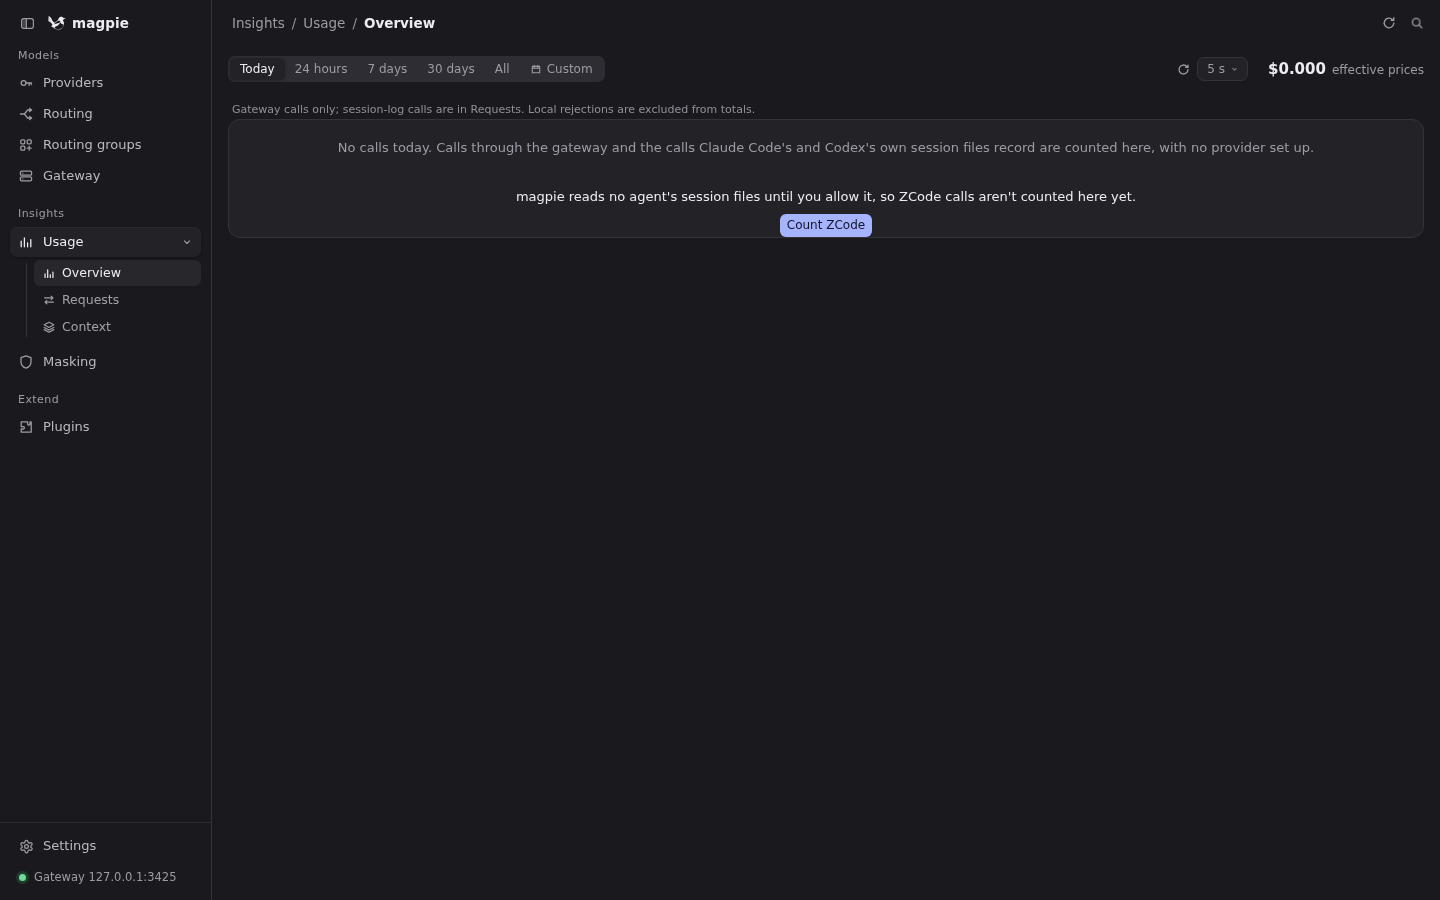 magpie
Models
Providers
Routing
Routing groups
Gateway
Insights
Usage
Overview
Requests
Context
Masking
Extend
Plugins
Settings
Gateway 127.0.0.1:3425
Insights / Usage / Overview
Today 24 hours 7 days 30 days All Custom
5 s $0.000 effective prices
Gateway calls only; session-log calls are in Requests. Local rejections are excluded from totals.
No calls today. Calls through the gateway and the calls Claude Code's and Codex's own session files record are counted here, with no provider set up.
magpie reads no agent's session files until you allow it, so ZCode calls aren't counted here yet.
Count ZCode